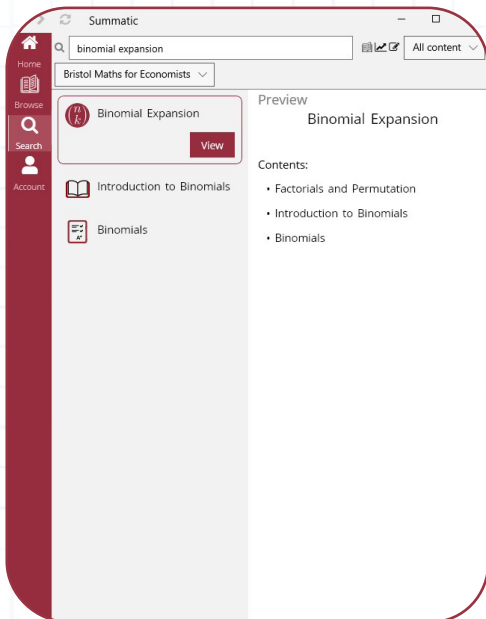 Summatic
binomial expansion
All content
Bristol Maths for Economists
Home
Browse
Search
Account
Binomial Expansion
View
Introduction to Binomials
Binomials
Preview
Binomial Expansion
Contents:
• Factorials and Permutation
• Introduction to Binomials
• Binomials